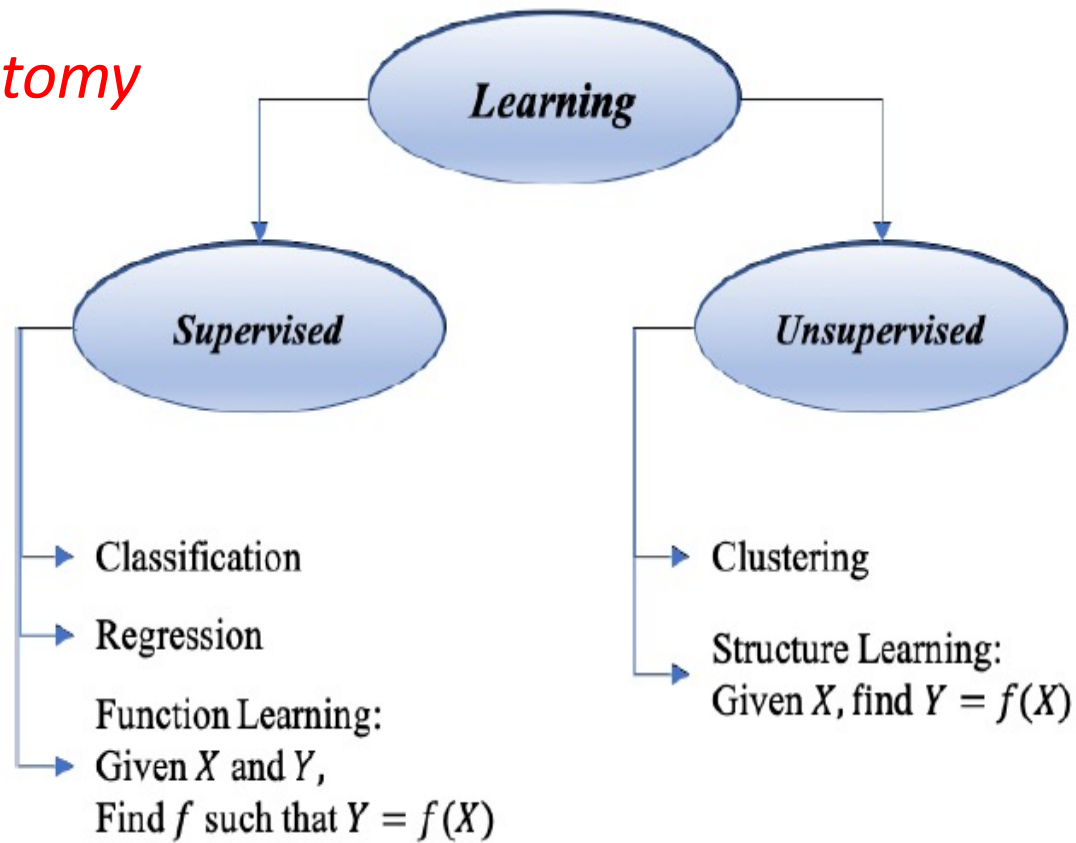 tomy
Learning
Supervised
Unsupervised
Classification
Regression
Function Learning:
Given X and Y,
Find f such that Y = f(X)
Clustering
Structure Learning:
Given X, find Y = f(X)